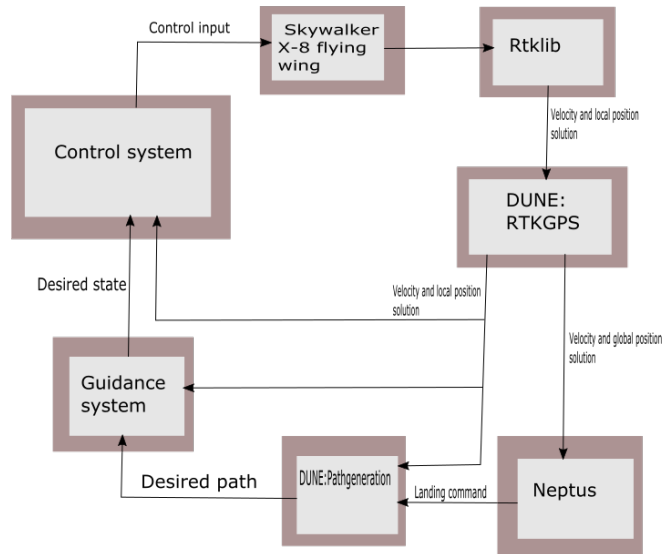 Control input
Skywalker
X-8 flying
wing
Rtklib
Velocity and local position
solution
Control system
DUNE:
RTKGPS
Desired state
Velocity and local position
solution
Velocity and global position
solution
Guidance
system
Desired path
DUNE:Pathgeneration
Landing command
Neptus